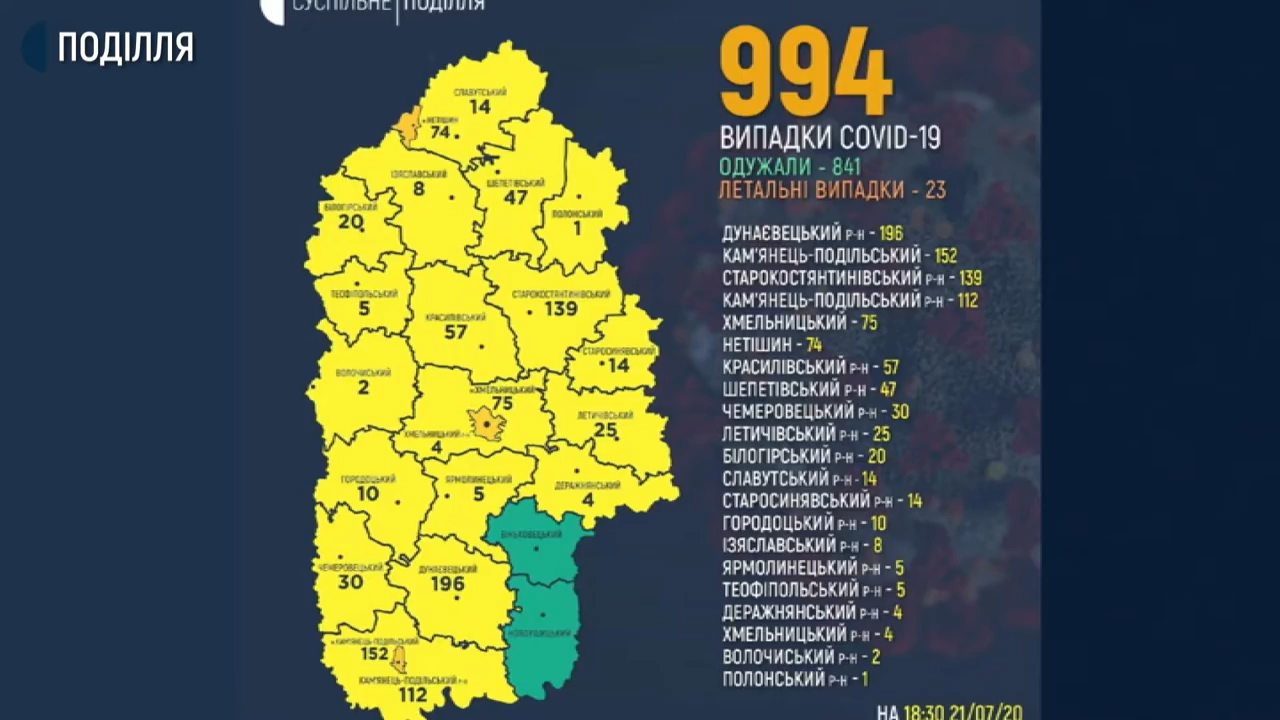 ПОДІЛЛЯ
СУСПІЛЬНЕ ПОДІЛЛЯ
СЛАВУТСЬКИЙ
14
м.НЕТІШИН
74
ІЗЯСЛАВСЬКИЙ
8
ШЕПЕТІВСЬКИЙ
47
БІЛОГІРСЬКИЙ
20
ПОЛОНСЬКИЙ
1
ТЕОФІПОЛЬСЬКИЙ
5
КРАСИЛІВСЬКИЙ
57
СТАРОКОСТЯНТИНІВСЬКИЙ
139
СТАРОСИНЯВСЬКИЙ
14
ВОЛОЧИСЬКИЙ
2
м.ХМЕЛЬНИЦЬКИЙ
75
ХМЕЛЬНИЦЬКИЙ р-н
4
ЛЕТИЧІВСЬКИЙ
25
ГОРОДОЦЬКИЙ
10
ЯРМОЛИНЕЦЬКИЙ
5
ДЕРАЖНЯНСЬКИЙ
4
ВІНЬКОВЕЦЬКИЙ
ЧЕМЕРОВЕЦЬКИЙ
30
ДУНАЄВЕЦЬКИЙ
196
НОВОУШИЦЬКИЙ
м.КАМ'ЯНЕЦЬ-ПОДІЛЬСЬКИЙ
152
КАМ'ЯНЕЦЬ-ПОДІЛЬСЬКИЙ р-н
112
994
ВИПАДКИ COVID-19
ОДУЖАЛИ - 841
ЛЕТАЛЬНІ ВИПАДКИ - 23
ДУНАЄВЕЦЬКИЙ Р-Н - 196
КАМ'ЯНЕЦЬ-ПОДІЛЬСЬКИЙ - 152
СТАРОКОСТЯНТИНІВСЬКИЙ Р-Н - 139
КАМ'ЯНЕЦЬ-ПОДІЛЬСЬКИЙ Р-Н - 112
ХМЕЛЬНИЦЬКИЙ - 75
НЕТІШИН - 74
КРАСИЛІВСЬКИЙ Р-Н - 57
ШЕПЕТІВСЬКИЙ Р-Н - 47
ЧЕМЕРОВЕЦЬКИЙ Р-Н - 30
ЛЕТИЧІВСЬКИЙ Р-Н - 25
БІЛОГІРСЬКИЙ Р-Н - 20
СЛАВУТСЬКИЙ Р-Н - 14
СТАРОСИНЯВСЬКИЙ Р-Н - 14
ГОРОДОЦЬКИЙ Р-Н - 10
ІЗЯСЛАВСЬКИЙ Р-Н - 8
ЯРМОЛИНЕЦЬКИЙ Р-Н - 5
ТЕОФІПОЛЬСЬКИЙ Р-Н - 5
ДЕРАЖНЯНСЬКИЙ Р-Н - 4
ХМЕЛЬНИЦЬКИЙ Р-Н - 4
ВОЛОЧИСЬКИЙ Р-Н - 2
ПОЛОНСЬКИЙ Р-Н - 1
НА 18:30 21/07/20